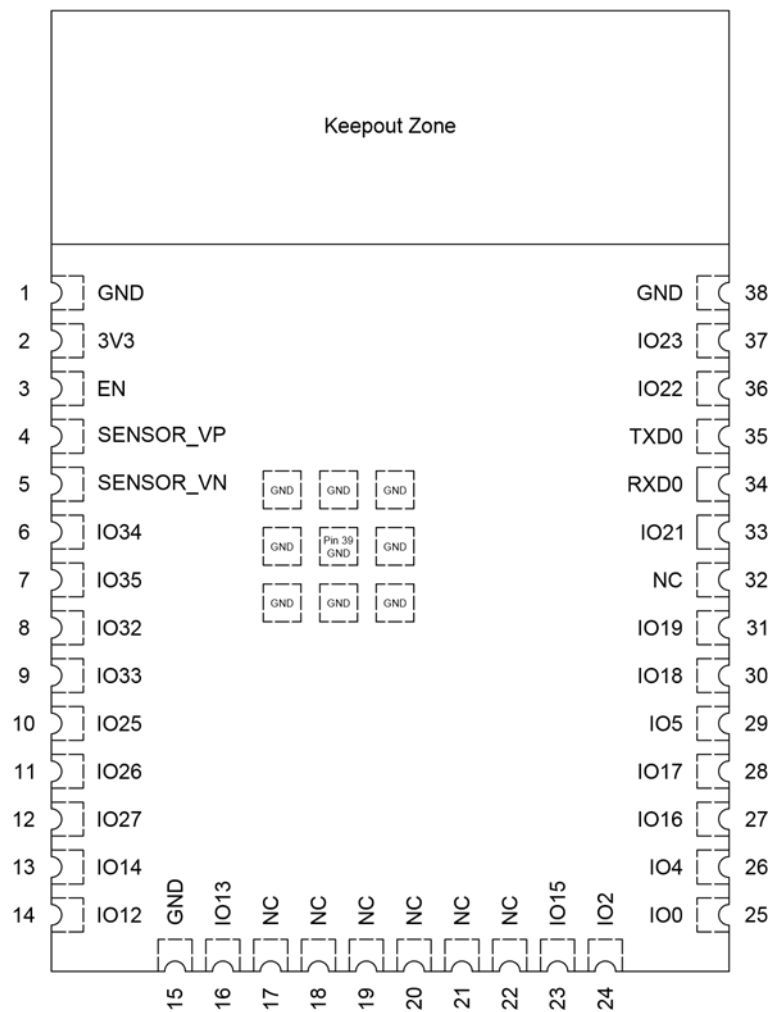 Keepout Zone
1 GND GND 38
2 3V3 IO23 37
3 EN IO22 36
4 SENSOR_VP TXD0 35
5 SENSOR_VN RXD0 34
GND GND GND
6 IO34 IO21 33
GND Pin 39 GND GND
7 IO35 NC 32
GND GND GND
8 IO32 IO19 31
9 IO33 IO18 30
10 IO25 IO5 29
11 IO26 IO17 28
12 IO27 IO16 27
13 IO14 IO4 26
14 IO12 IO0 25
GND IO13 NC NC NC NC NC NC IO15 IO2
15 16 17 18 19 20 21 22 23 24